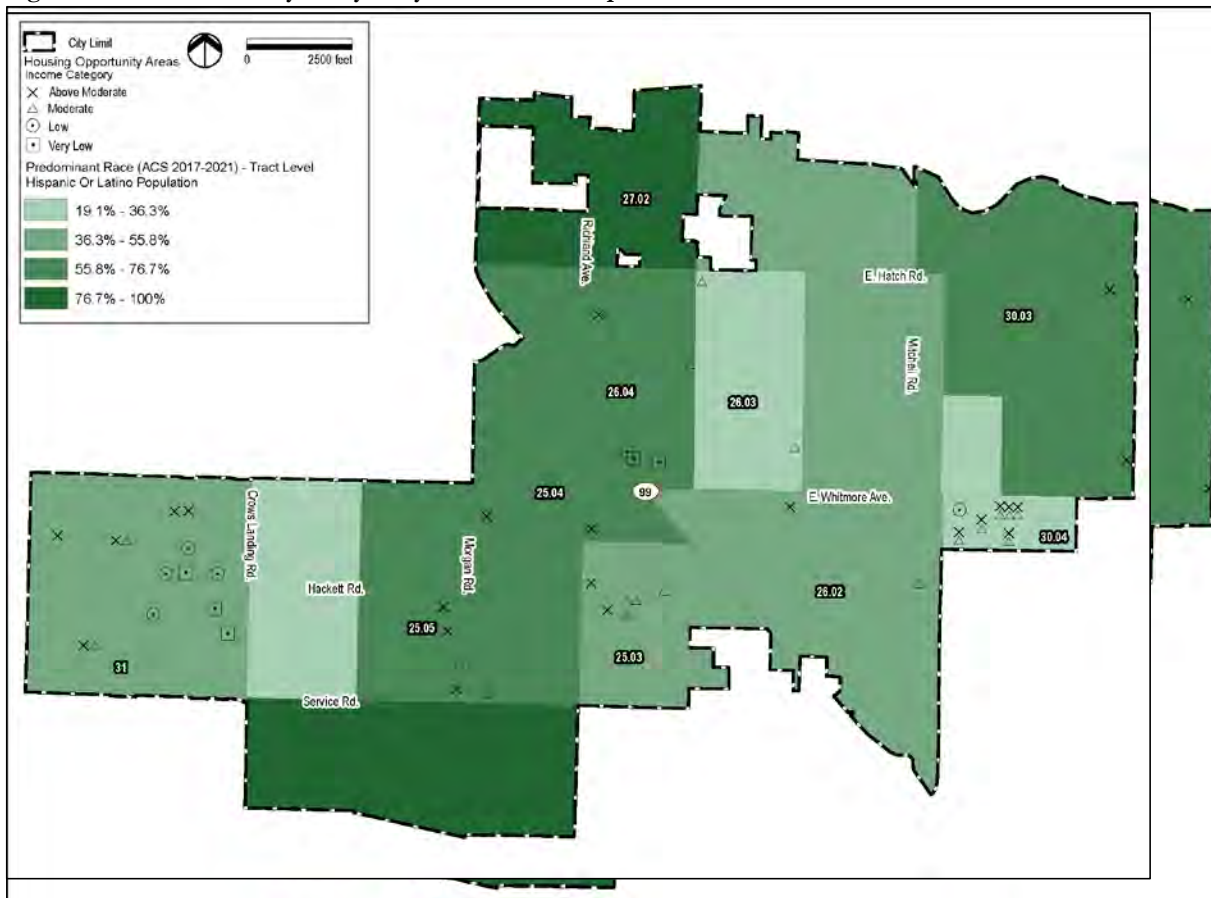 City Limit
0 2500 feet
Housing Opportunity Areas
Income Category
Above Moderate
Moderate
Low
Very Low
Predominant Race (ACS 2017-2021) - Tract Level
Hispanic Or Latino Population
19.1% - 36.3%
36.3% - 55.8%
55.8% - 76.7%
76.7% - 100%
27.02
Richland Ave.
E. Hatch Rd.
30.03
Mitchell Rd.
26.04
26.03
25.04
99
E. Whitmore Ave.
Crows Landing Rd.
Morgan Rd.
30.04
Hackett Rd.
26.02
25.05
25.03
31
Service Rd.